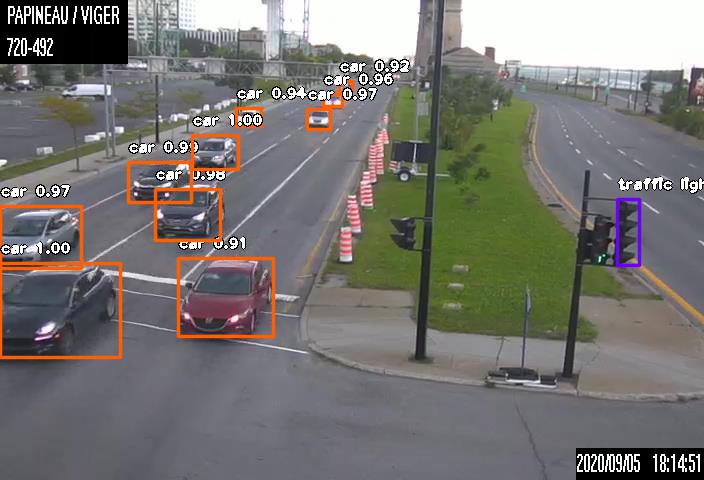 PAPINEAU / VIGER
720-492
car 0.92
car 0.96
car 0.94
car 0.97
car 1.00
car 0.99
car 0.98
car 0.97
car 1.00
car 0.91
traffic ligh
2020/09/05 18:14:51